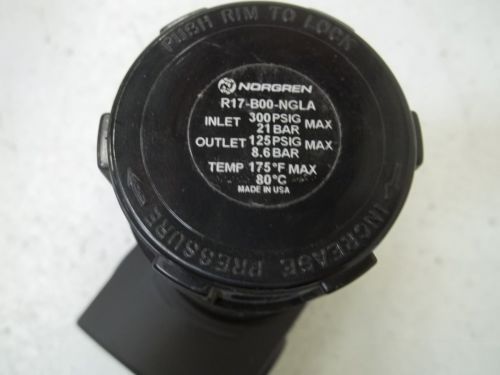 PUSH RIM TO LOCK
NORGREN
R17-B00-NGLA
INLET 300 PSIG MAX
21 BAR
OUTLET 125 PSIG MAX
8.6 BAR
TEMP 175°F MAX
80°C
MADE IN USA
INCREASE PRESSURE